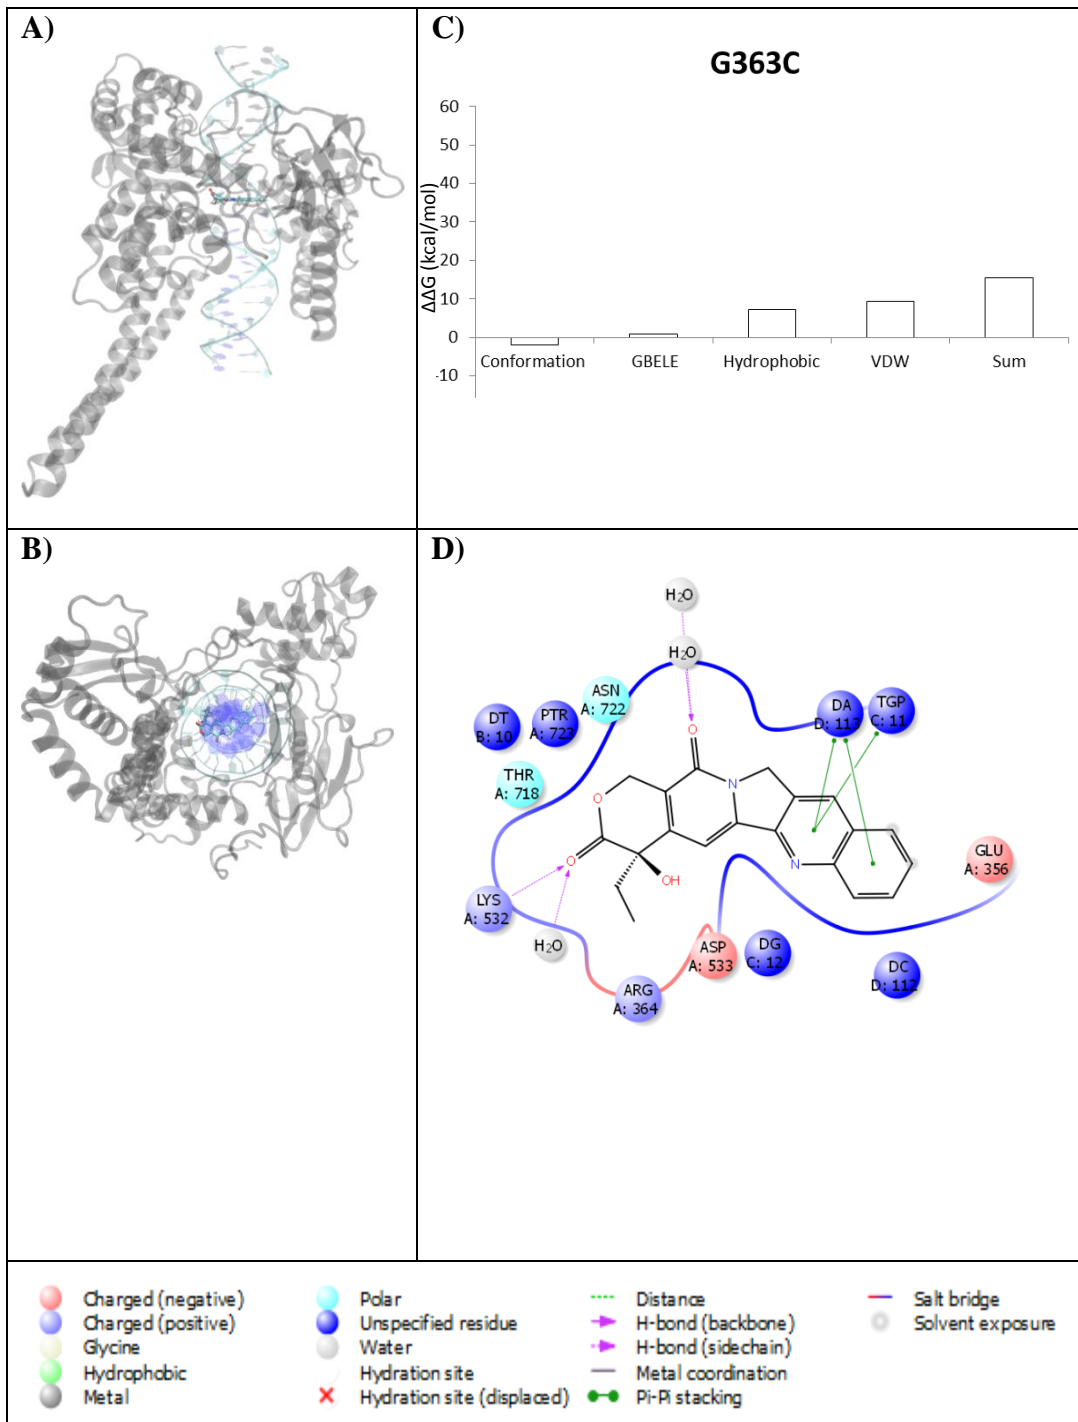 A)
C)
G363C
ΔΔG (kcal/mol)
60
50
40
30
20
10
0
-10
Conformation GBELE Hydrophobic VDW Sum
B)
D)
H₂O
H₂O
ASN
A: 722
DT
B: 10
PTR
A: 723
THR
A: 718
DA
D: 113
TGP
C: 11
O
O
N
O
N
OH
GLU
A: 356
LYS
A: 532
H₂O
ASP
A: 533
DG
C: 12
DC
D: 112
ARG
A: 364
Charged (negative)
Charged (positive)
Glycine
Hydrophobic
Metal
Polar
Unspecified residue
Water
Hydration site
Hydration site (displaced)
Distance
H-bond (backbone)
H-bond (sidechain)
Metal coordination
Pi-Pi stacking
Salt bridge
Solvent exposure